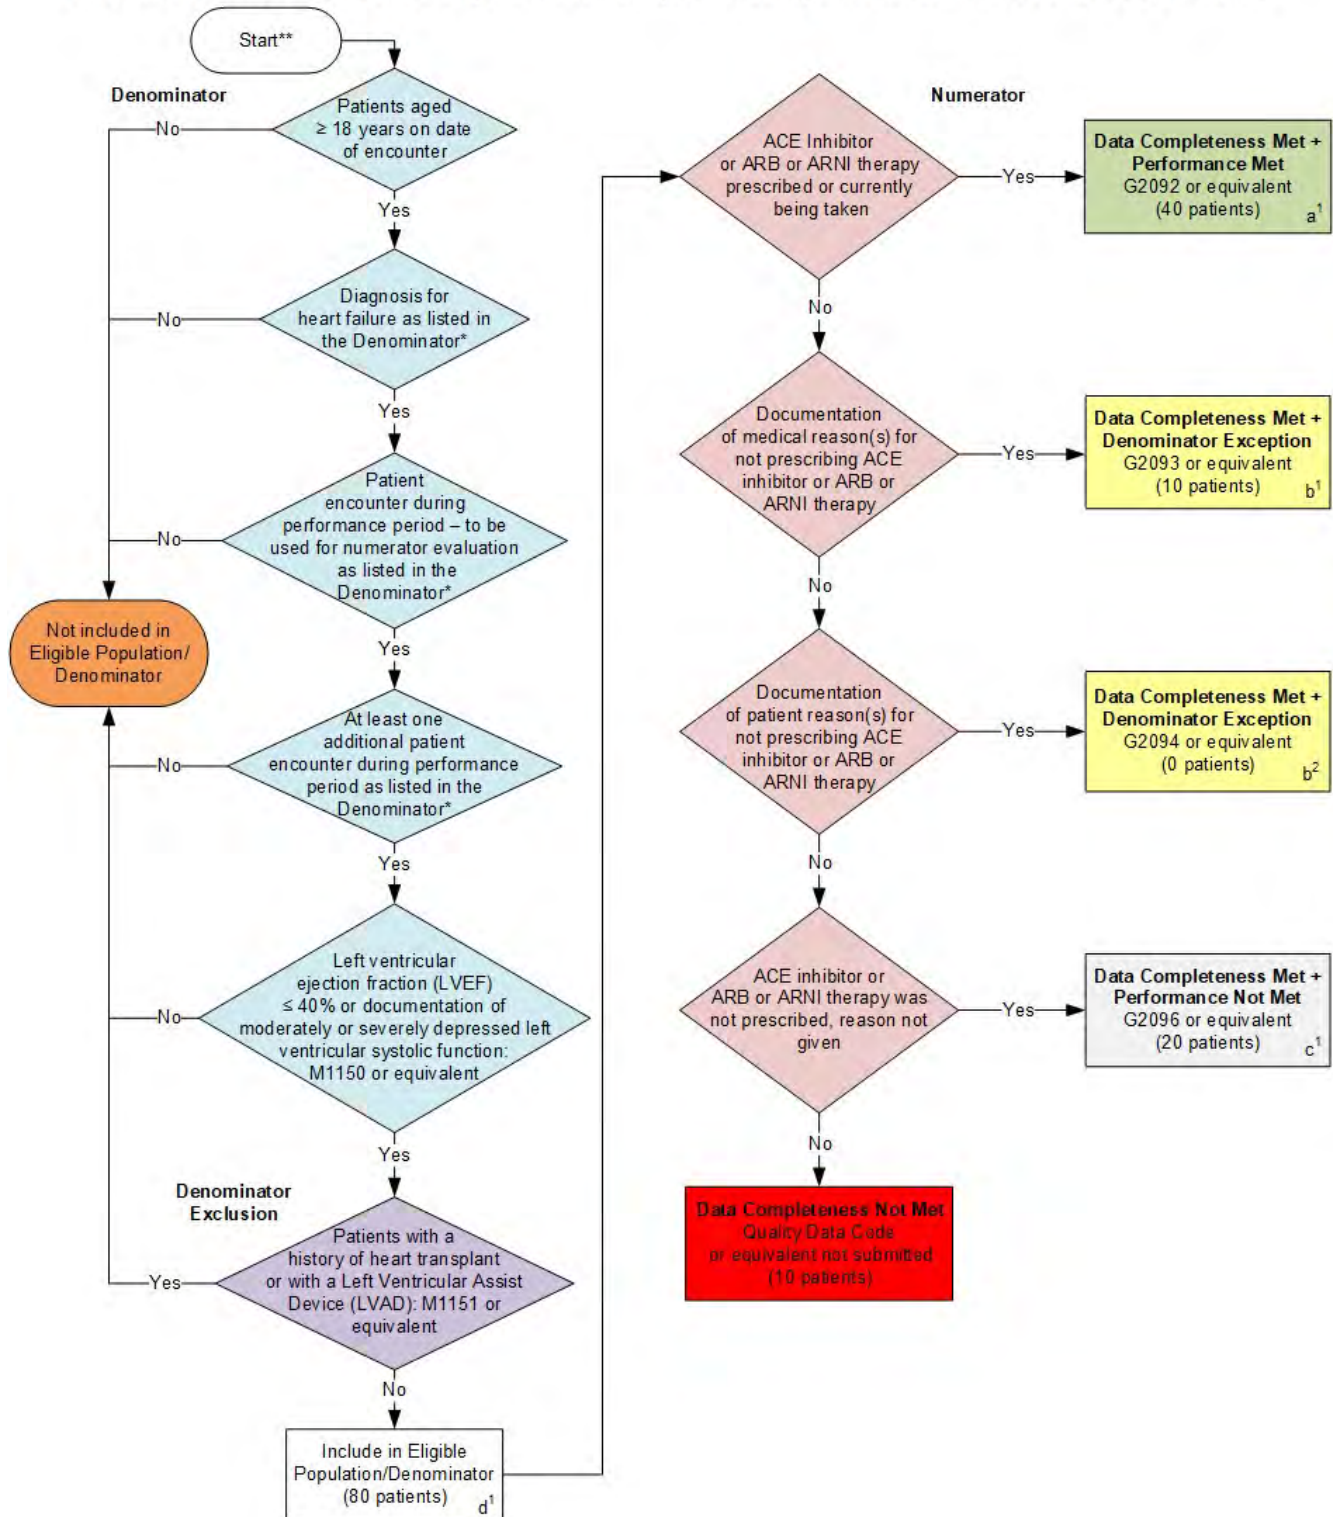 Start**
Denominator
Patients aged
≥ 18 years on date
of encounter
No
Yes
Diagnosis for
heart failure as listed in
the Denominator*
No
Yes
Patient
encounter during
performance period – to be
used for numerator evaluation
as listed in the
Denominator*
No
Yes
Not included in
Eligible Population/
Denominator
At least one
additional patient
encounter during performance
period as listed in the
Denominator*
No
Yes
Left ventricular
ejection fraction (LVEF)
≤ 40% or documentation of
moderately or severely depressed left
ventricular systolic function:
M1150 or equivalent
No
Yes
Denominator
Exclusion
Patients with a
history of heart transplant
or with a Left Ventricular Assist
Device (LVAD): M1151 or
equivalent
Yes
No
Include in Eligible
Population/Denominator
(80 patients)
d¹
Numerator
ACE Inhibitor
or ARB or ARNI therapy
prescribed or currently
being taken
Yes
Data Completeness Met +
Performance Met
G2092 or equivalent
(40 patients)
a¹
No
Documentation
of medical reason(s) for
not prescribing ACE
inhibitor or ARB or
ARNI therapy
Yes
Data Completeness Met +
Denominator Exception
G2093 or equivalent
(10 patients)
b¹
No
Documentation
of patient reason(s) for
not prescribing ACE
inhibitor or ARB or
ARNI therapy
Yes
Data Completeness Met +
Denominator Exception
G2094 or equivalent
(0 patients)
b²
No
ACE inhibitor or
ARB or ARNI therapy was
not prescribed, reason not
given
Yes
Data Completeness Met +
Performance Not Met
G2096 or equivalent
(20 patients)
c¹
No
Data Completeness Not Met
Quality Data Code
or equivalent not submitted
(10 patients)